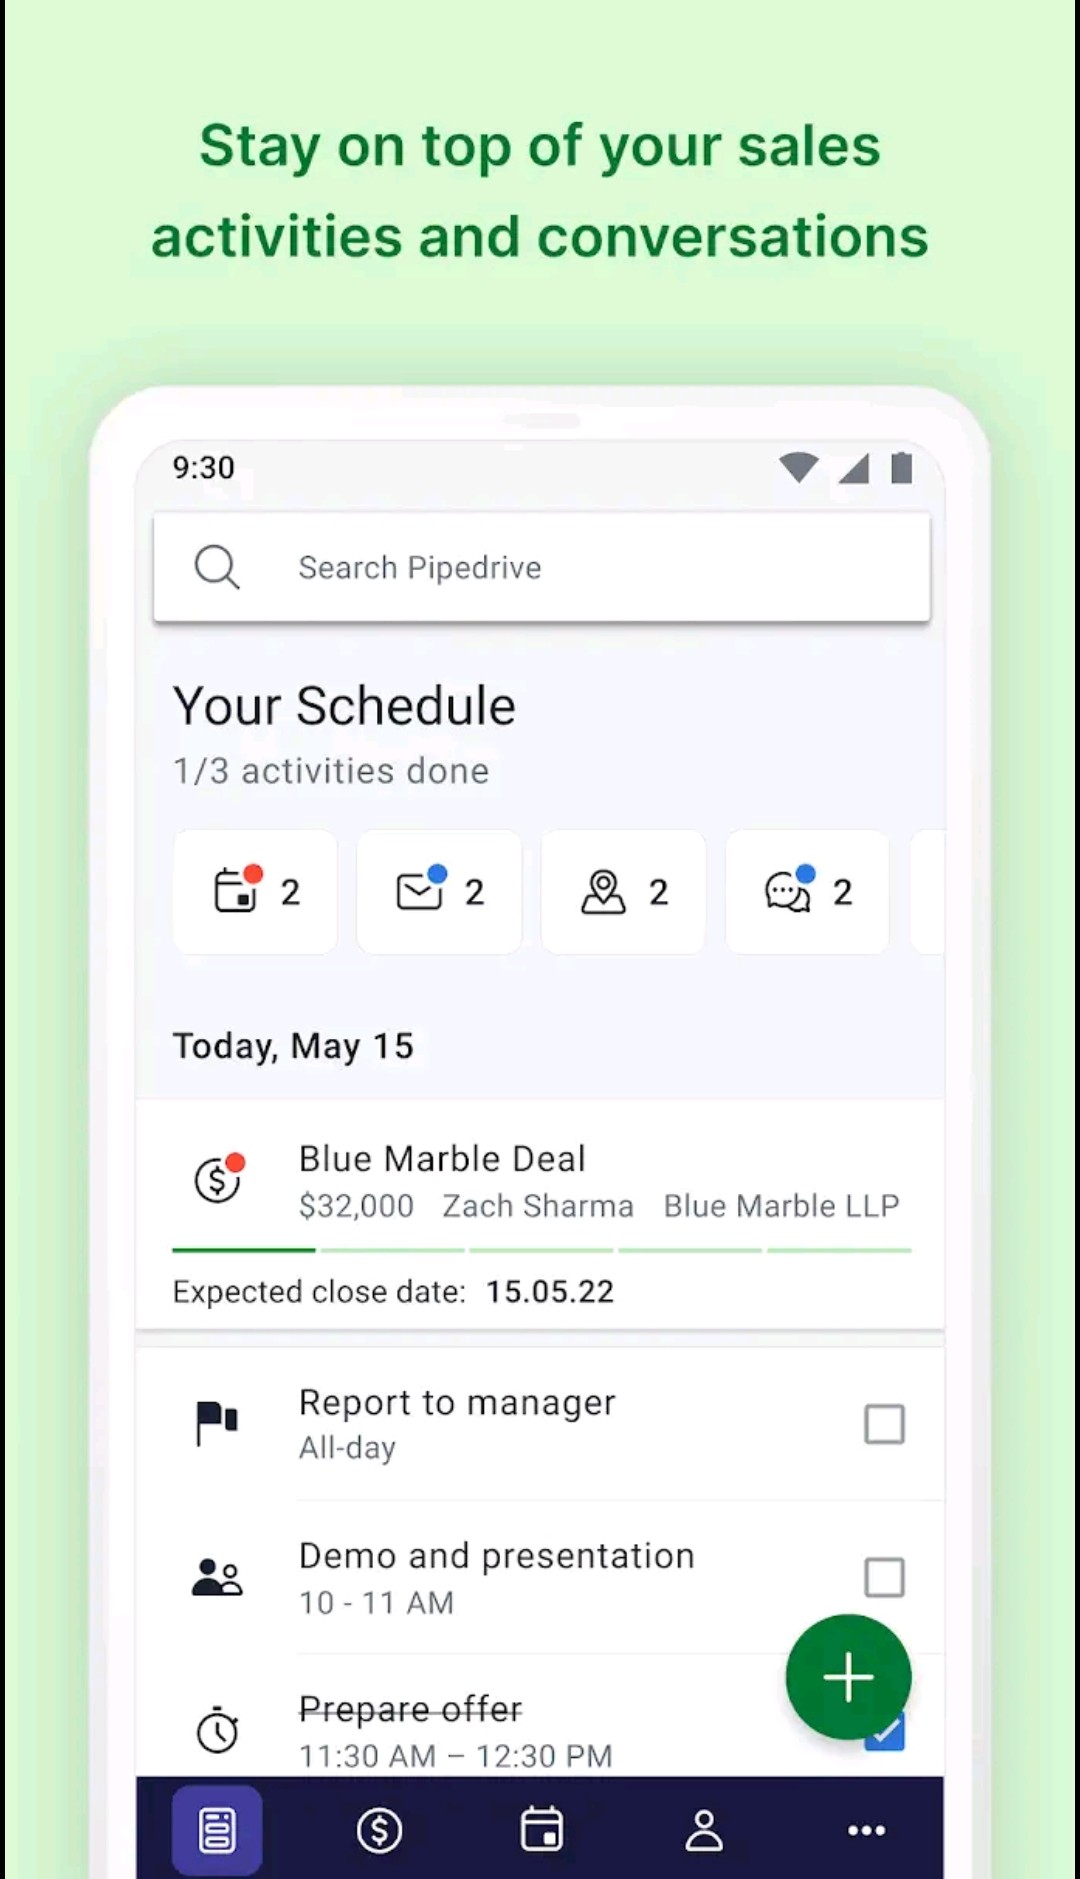 Stay on top of your sales
activities and conversations
9:30
Search Pipedrive
Your Schedule
1/3 activities done
2 2 2 2
Today, May 15
Blue Marble Deal
$32,000 Zach Sharma Blue Marble LLP
Expected close date: 15.05.22
Report to manager
All-day
Demo and presentation
10 - 11 AM
Prepare offer
11:30 AM – 12:30 PM